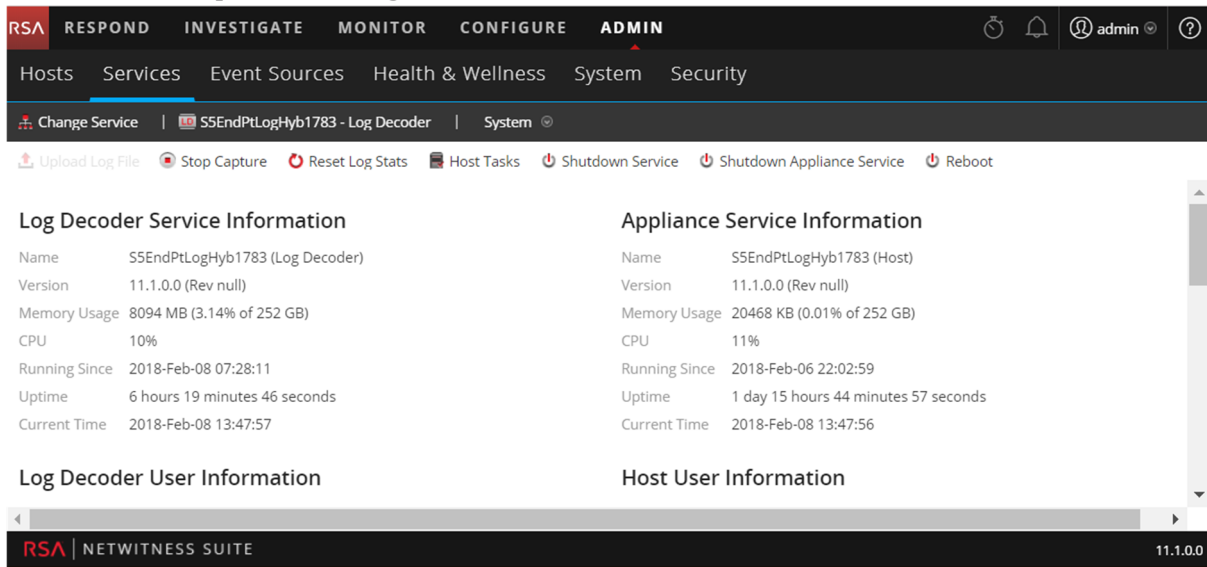 RSA RESPOND INVESTIGATE MONITOR CONFIGURE ADMIN admin ?
Hosts Services Event Sources Health & Wellness System Security
Change Service | LD S5EndPtLogHyb1783 - Log Decoder | System
Upload Log File Stop Capture Reset Log Stats Host Tasks Shutdown Service Shutdown Appliance Service Reboot
Log Decoder Service Information
Name S5EndPtLogHyb1783 (Log Decoder)
Version 11.1.0.0 (Rev null)
Memory Usage 8094 MB (3.14% of 252 GB)
CPU 10%
Running Since 2018-Feb-08 07:28:11
Uptime 6 hours 19 minutes 46 seconds
Current Time 2018-Feb-08 13:47:57
Log Decoder User Information
Appliance Service Information
Name S5EndPtLogHyb1783 (Host)
Version 11.1.0.0 (Rev null)
Memory Usage 20468 KB (0.01% of 252 GB)
CPU 11%
Running Since 2018-Feb-06 22:02:59
Uptime 1 day 15 hours 44 minutes 57 seconds
Current Time 2018-Feb-08 13:47:56
Host User Information
RSA | NETWITNESS SUITE 11.1.0.0